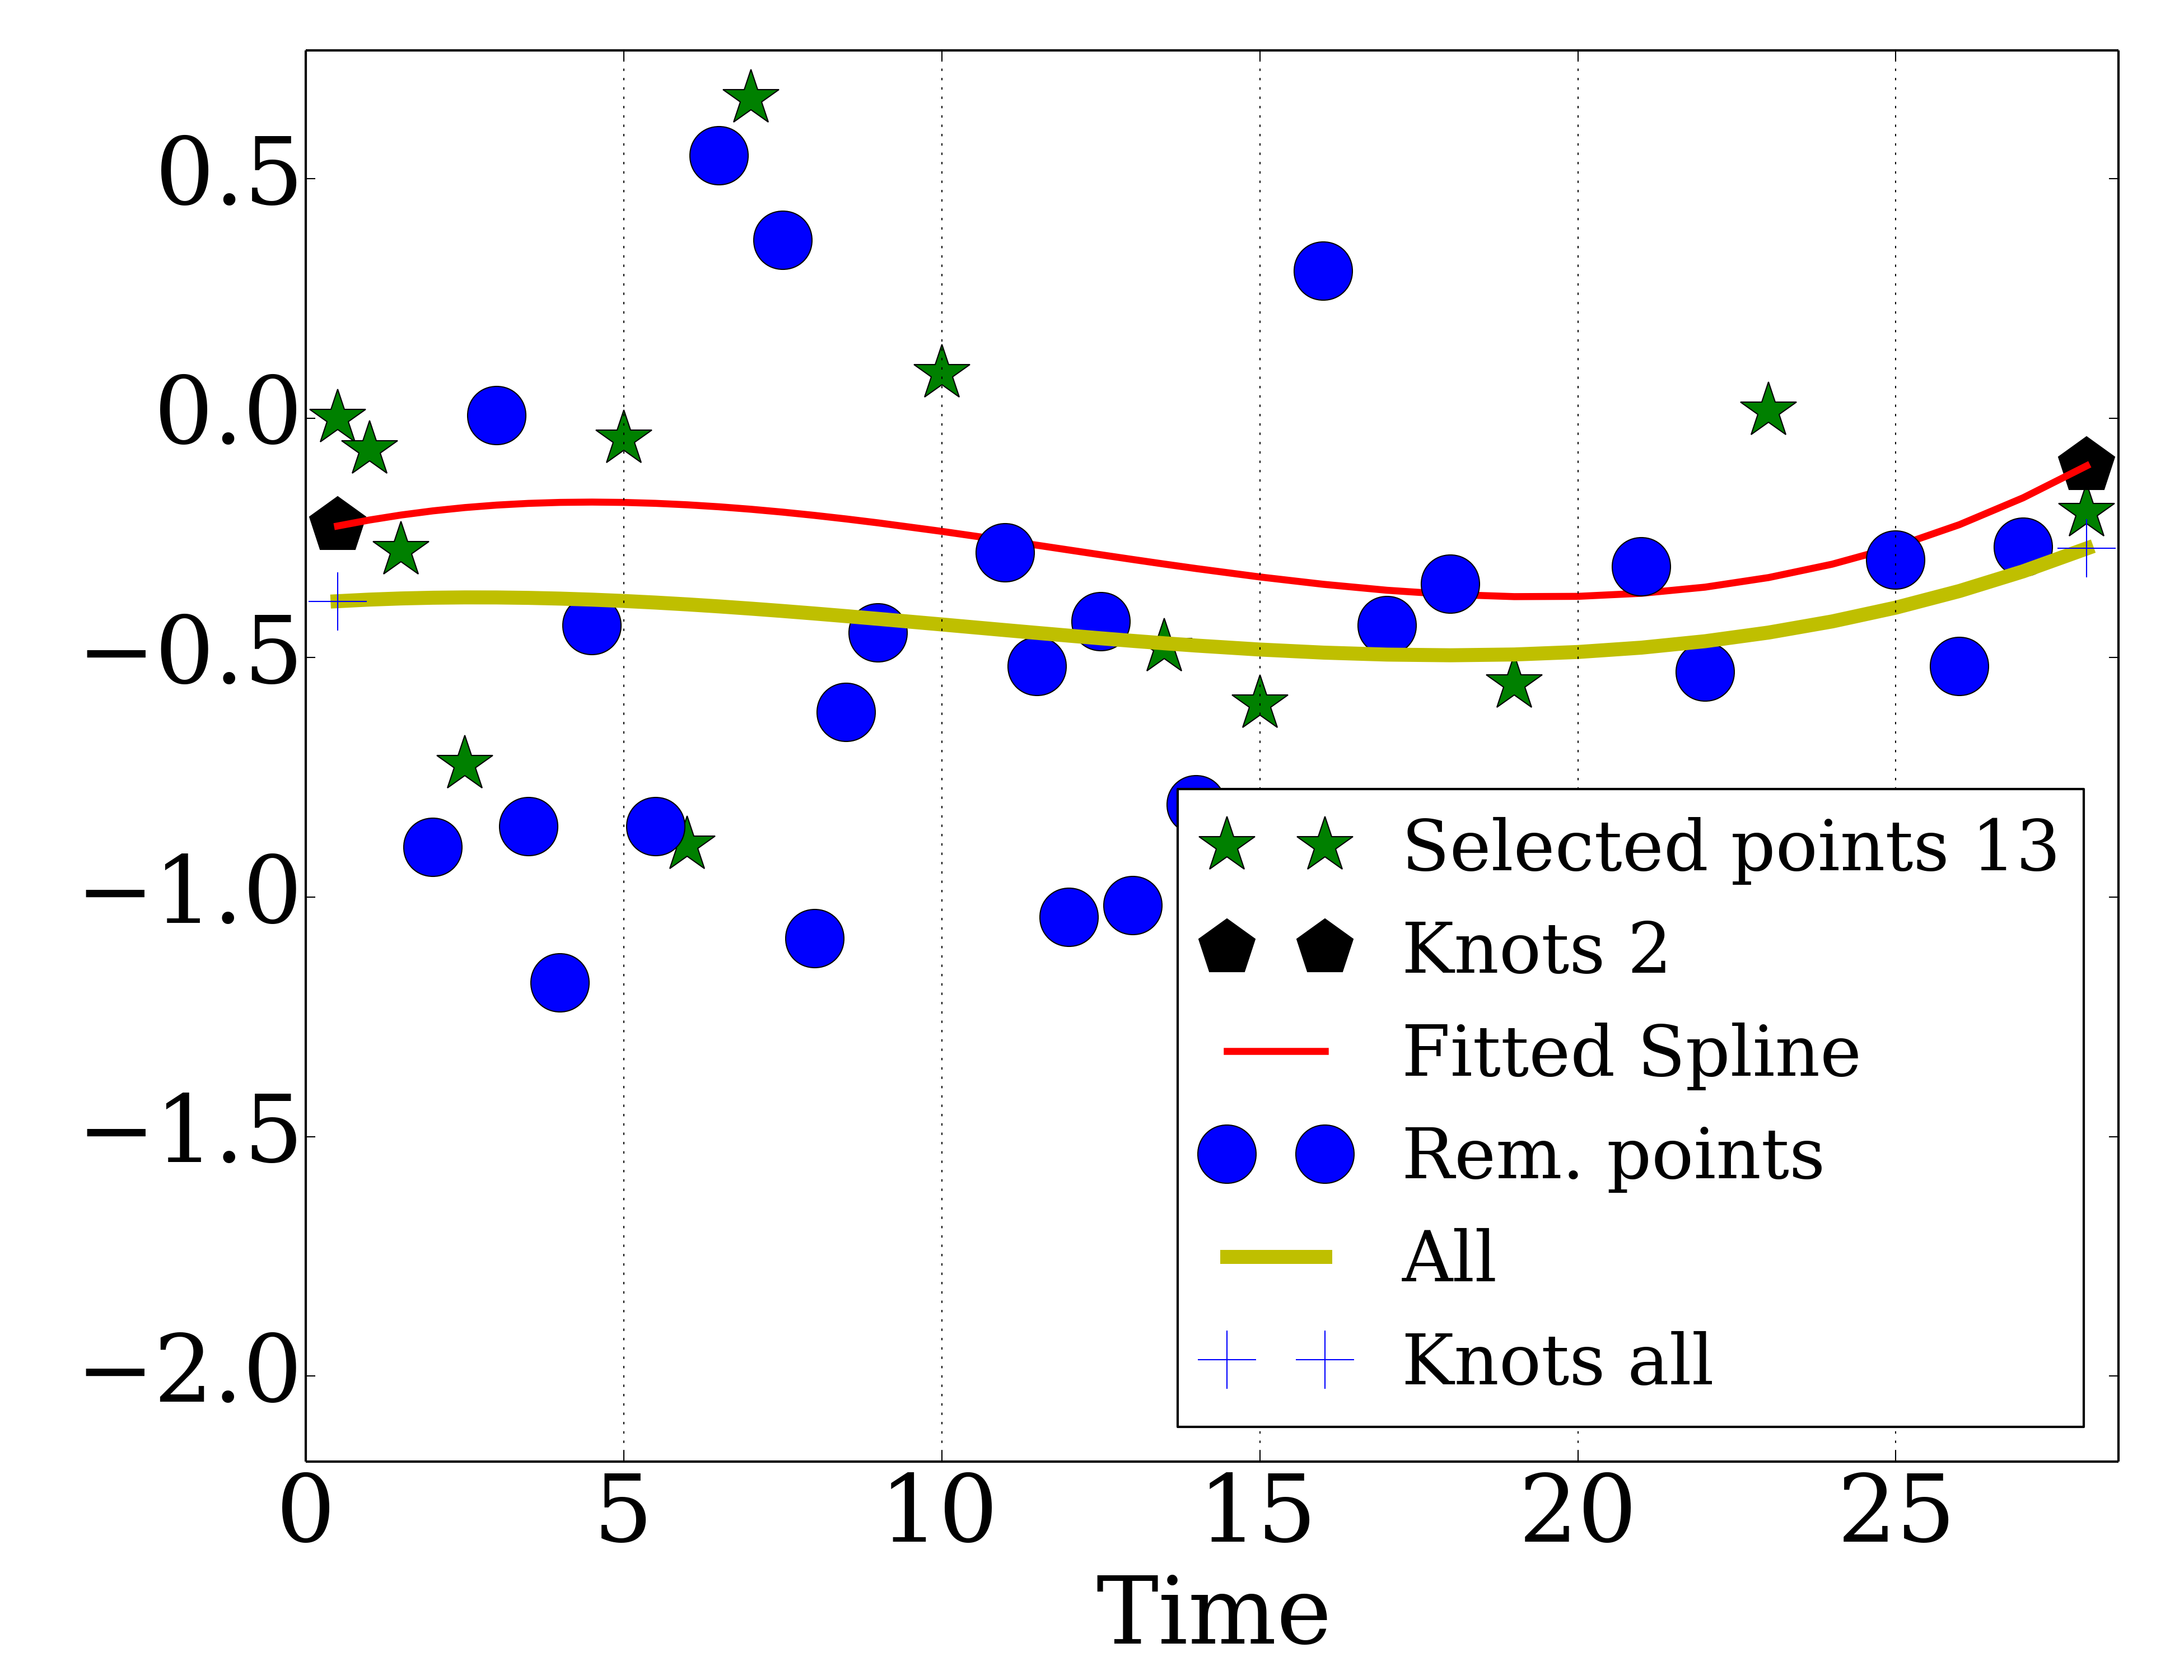 0.5
0.0
−0.5
−1.0
−1.5
−2.0
Selected points 13
Knots 2
Fitted Spline
Rem. points
All
Knots all
0 5 10 15 20 25
Time